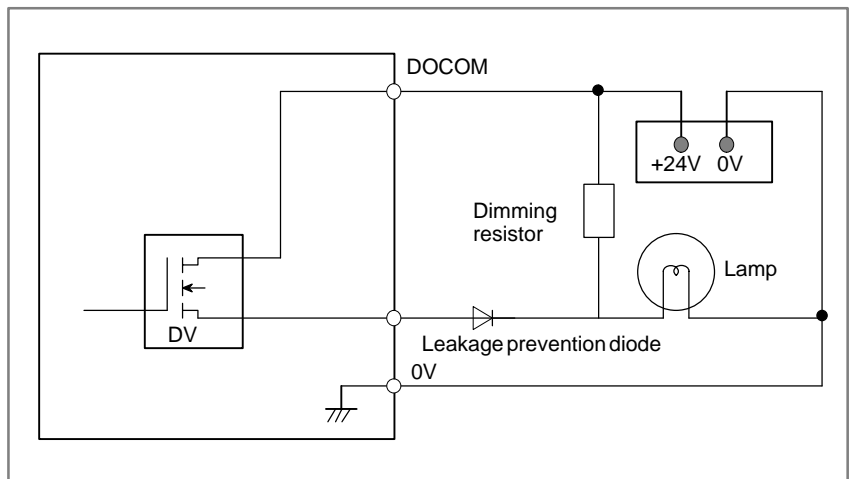 DOCOM
+24V 0V
Dimming
resistor
Lamp
DV
Leakage prevention diode
0V